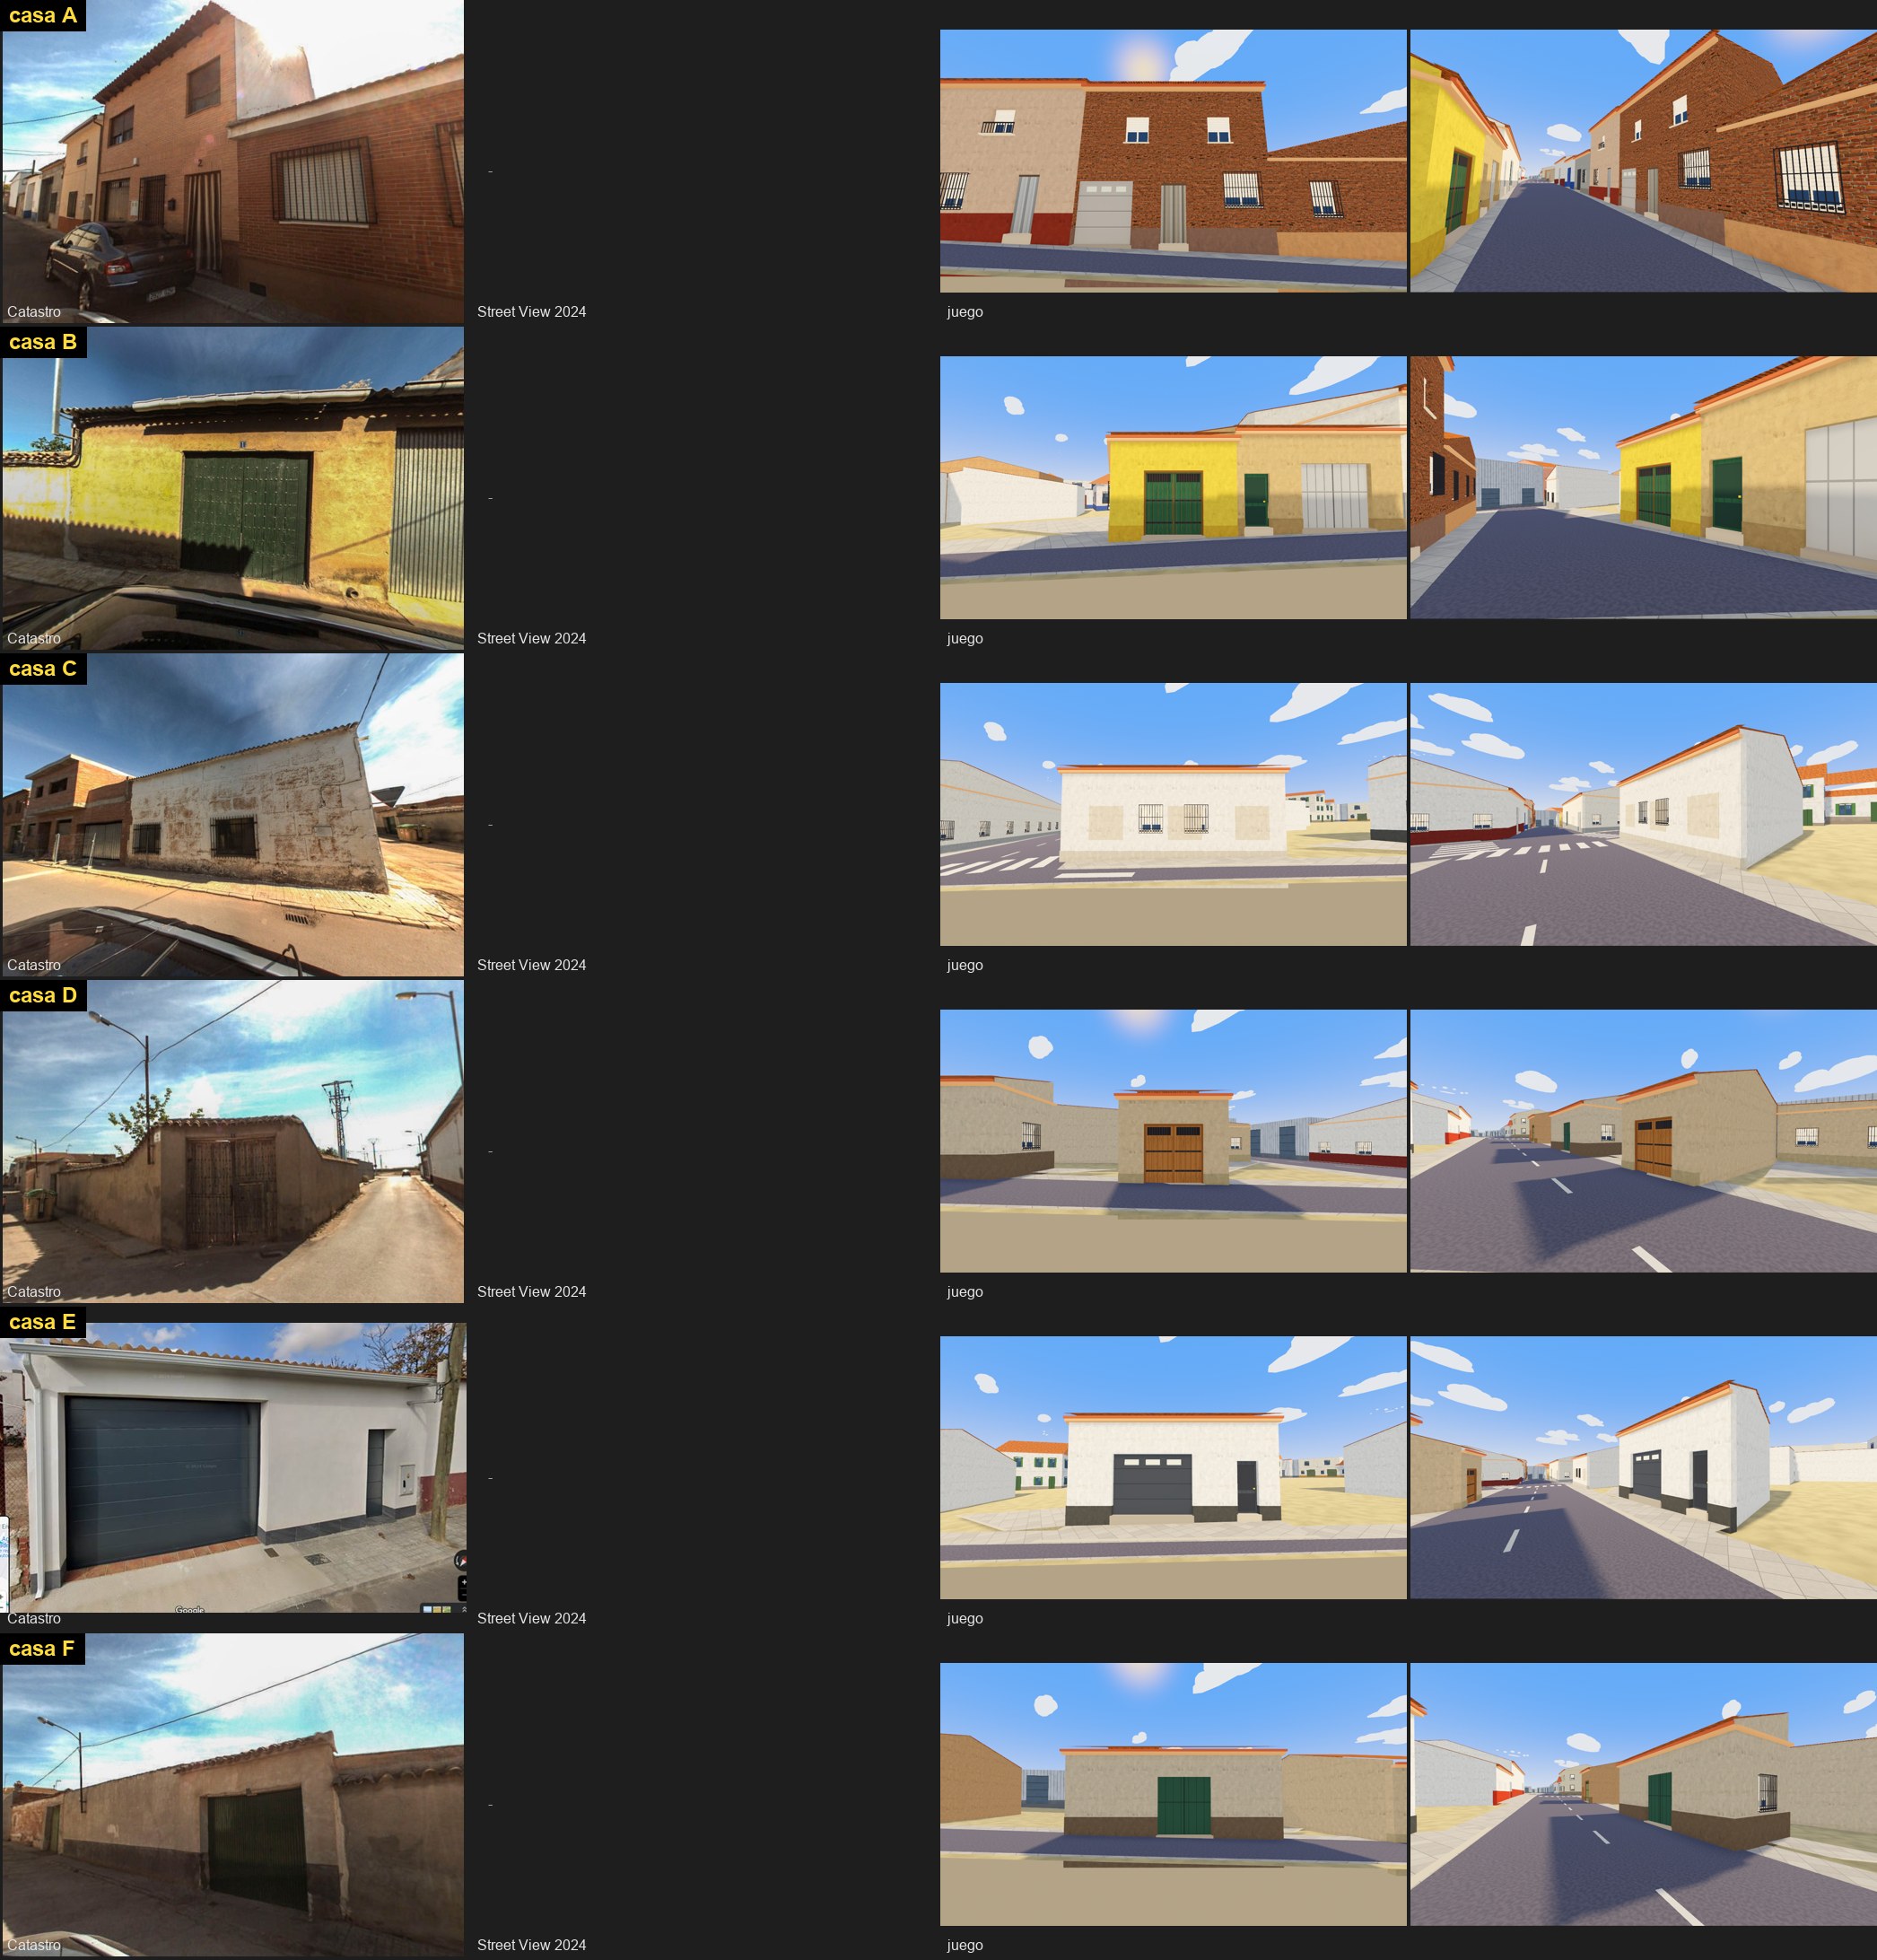 casa A
-
Catastro
Street View 2024
juego
casa B
-
Catastro
Street View 2024
juego
casa C
-
Catastro
Street View 2024
juego
casa D
-
Catastro
Street View 2024
juego
casa E
-
Google
Catastro
Street View 2024
juego
casa F
-
Catastro
Street View 2024
juego